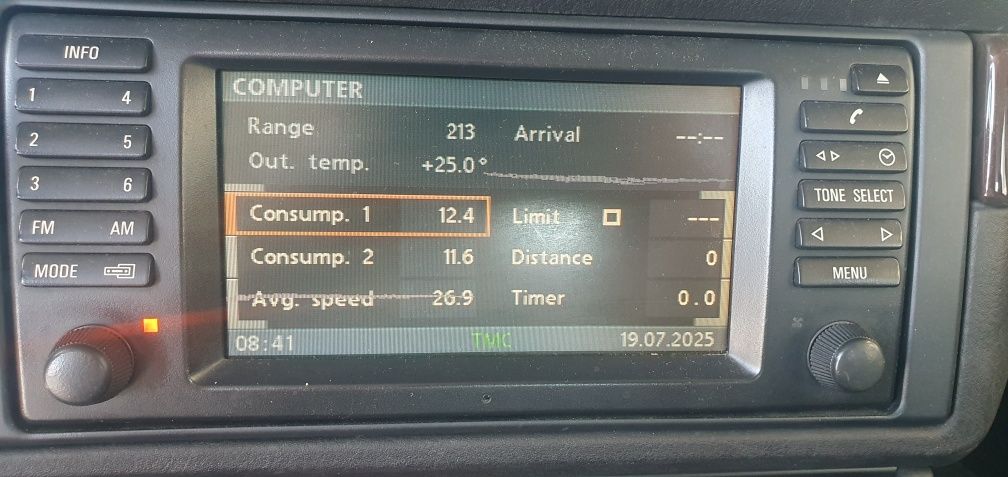 INFO
1 4
2 5
3 6
FM AM
MODE
COMPUTER
Range 213 Arrival --:--
Out. temp. +25.0°
Consump. 1 12.4 Limit ---
Consump. 2 11.6 Distance 0
Avg. speed 26.9 Timer 0.0
08:41 TMC 19.07.2025
TONE SELECT
MENU